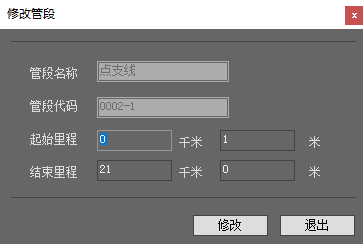 修改管段 x
管段名称 点支线
管段代码 0002-1
起始里程 0 千米 1 米
结束里程 21 千米 0 米
修改 退出